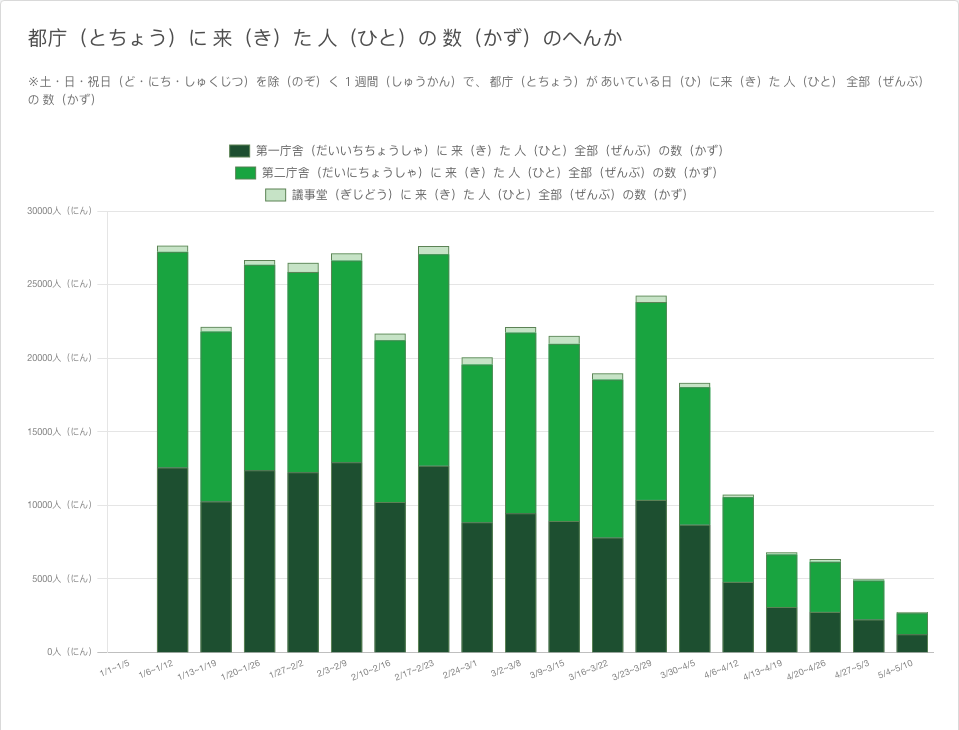 都庁（とちょう）に 来（き）た 人（ひと）の 数（かず）のへんか
※土・日・祝日（ど・にち・しゅくじつ）を除（のぞ）く 1 週間（しゅうかん）で、 都庁（とちょう）が あいている日（ひ）に来（き）た 人（ひと） 全部（ぜんぶ）
の 数（かず）
第一庁舎（だいいちちょうしゃ）に 来（き）た 人（ひと）全部（ぜんぶ）の数（かず）
第二庁舎（だいにちょうしゃ）に 来（き）た 人（ひと）全部（ぜんぶ）の数（かず）
議事堂（ぎじどう）に 来（き）た 人（ひと）全部（ぜんぶ）の数（かず）
30000人（にん）
25000人（にん）
20000人（にん）
15000人（にん）
10000人（にん）
5000人（にん）
0人（にん）
1/1~1/5 1/6~1/12 1/13~1/19 1/20~1/26 1/27~2/2 2/3~2/9 2/10~2/16 2/17~2/23 2/24~3/1 3/2~3/8 3/9~3/15 3/16~3/22 3/23~3/29 3/30~4/5 4/6~4/12 4/13~4/19 4/20~4/26 4/27~5/3 5/4~5/10